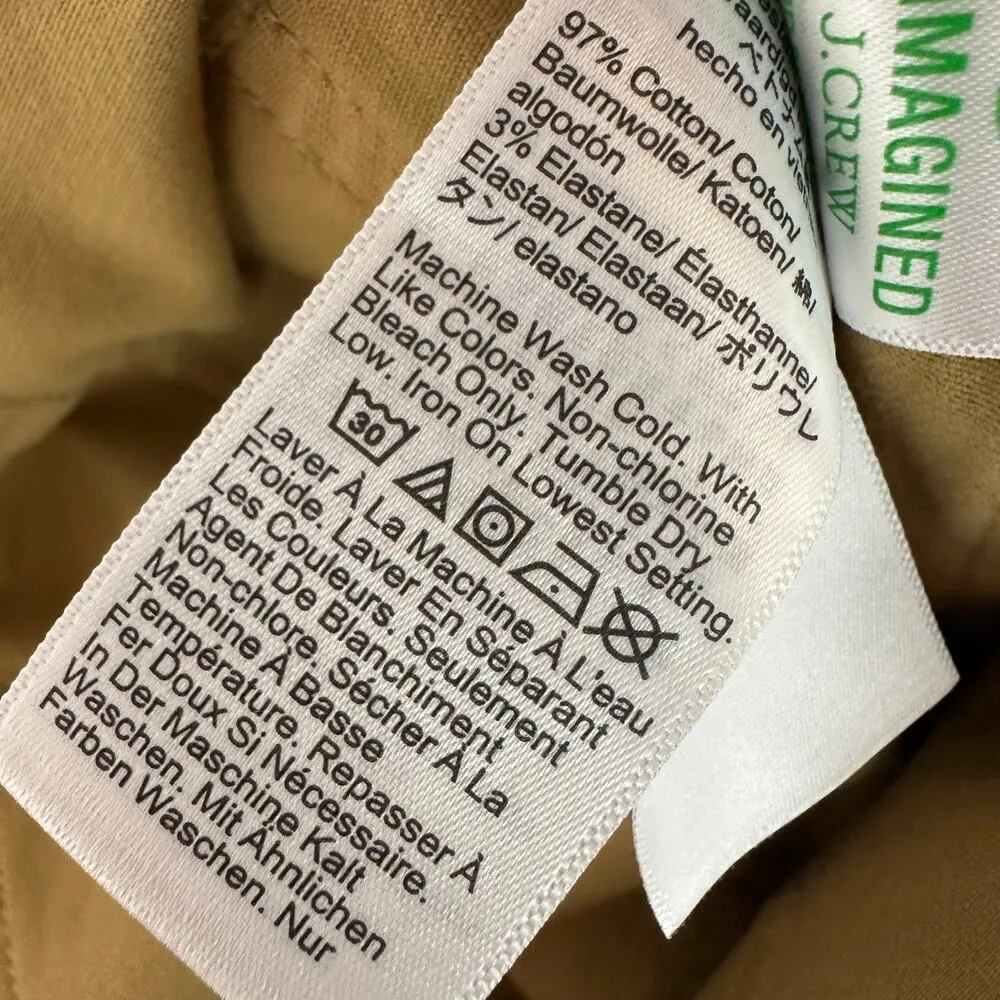 ベトナム
hecho en
97% Cotton/ Coton/
Baumwolle/ Katoen/ 綿/
algodón
3% Elastane/ Élasthanne/
Elastan/ Elastaan/ ポリウレ
タン/ elastano
Machine Wash Cold. With
Like Colors. Non-chlorine
Bleach Only. Tumble Dry
Low. Iron On Lowest Setting.
30
Laver À La Machine À L'eau
Froide. Laver En Séparant
Les Couleurs. Seulement
Agent De Blanchiment
Non-chlore. Sécher À La
Machine À Basse
Température. Repasser À
Fer Doux Si Nécessaire.
In Der Maschine Kalt
Waschen. Mit Ähnlichen
Farben Waschen. Nur
IMAGINED
J.CREW